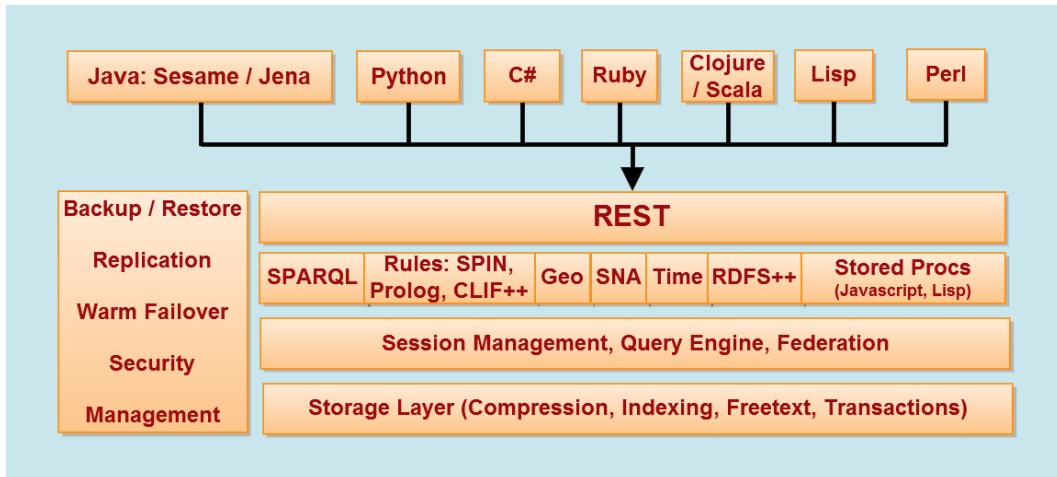 Java: Sesame / Jena
Python
C#
Ruby
Clojure
/ Scala
Lisp
Perl
Backup / Restore
Replication
Warm Failover
Security
Management
REST
SPARQL
Rules: SPIN,
Prolog, CLIF++
Geo
SNA
Time
RDFS++
Stored Procs
(Javascript, Lisp)
Session Management, Query Engine, Federation
Storage Layer (Compression, Indexing, Freetext, Transactions)